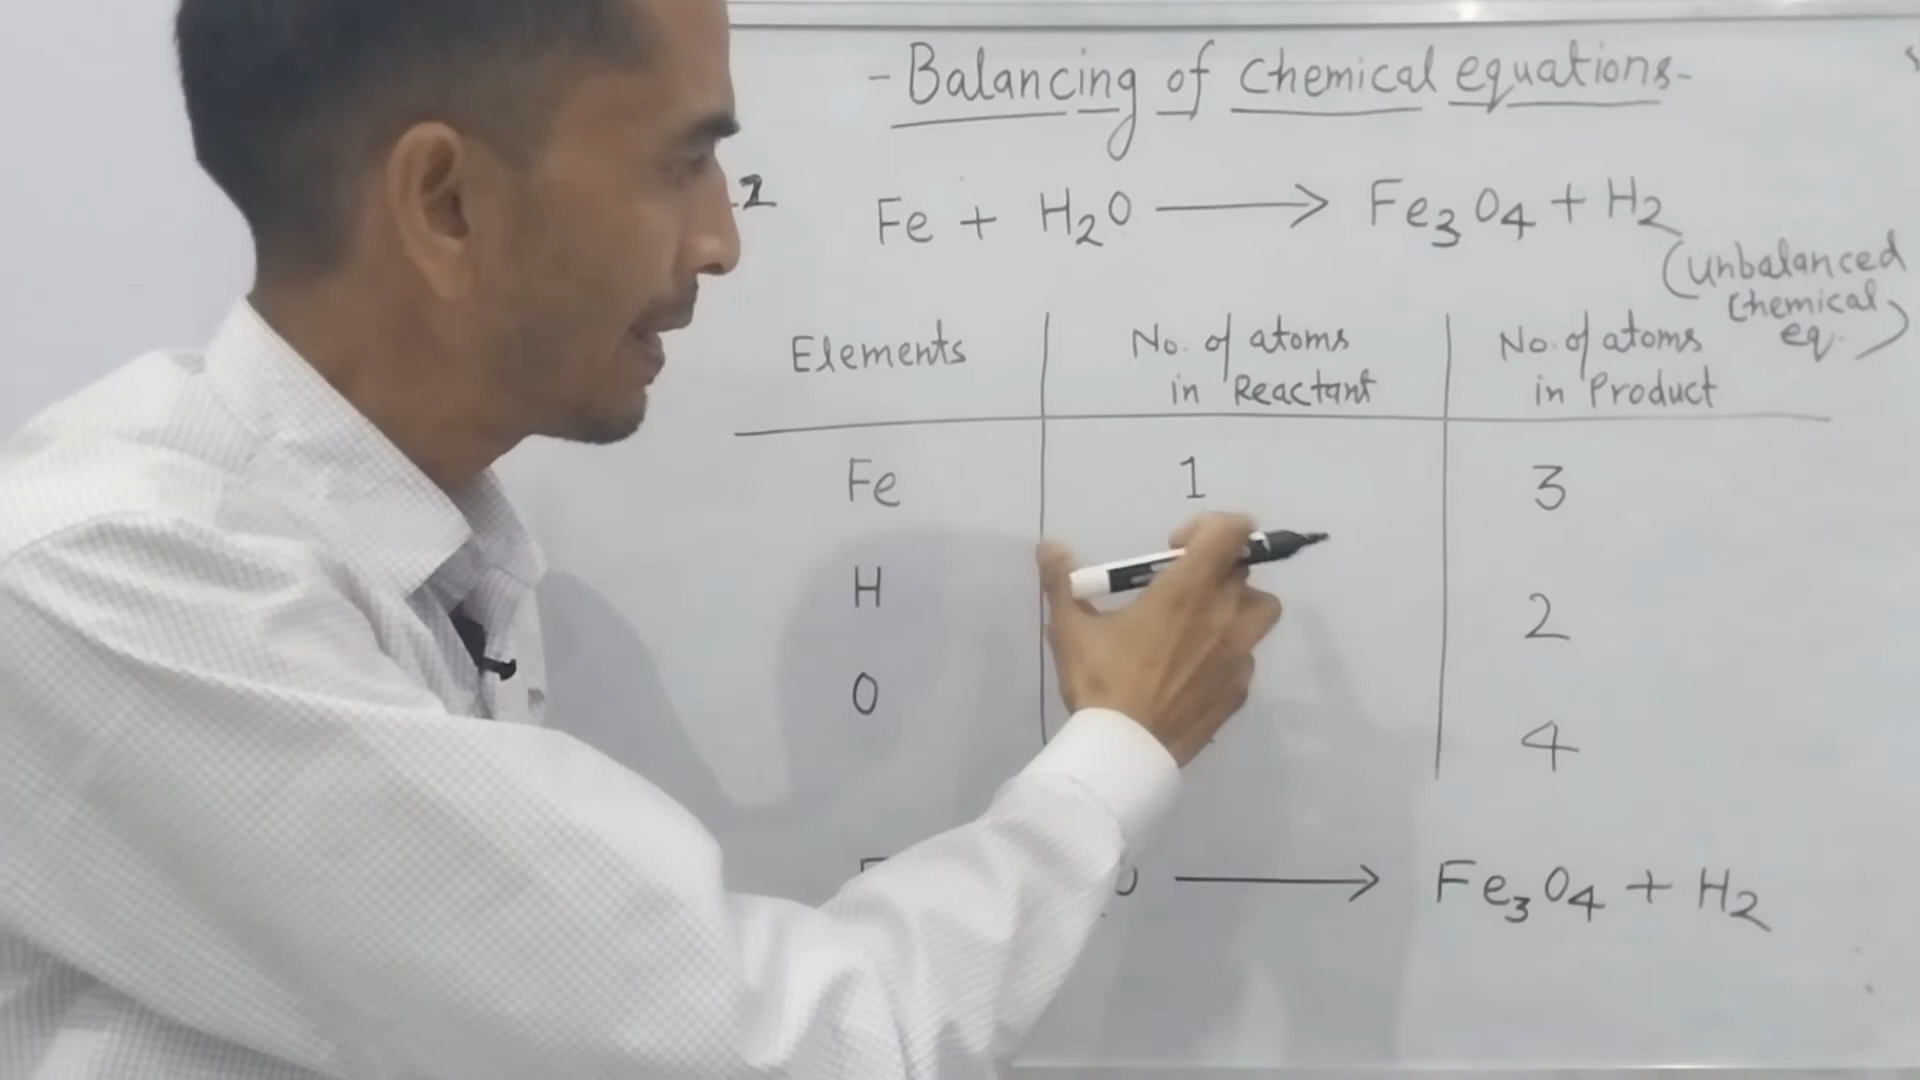 - Balancing of Chemical equations -
.2
Fe + H2O ⟶ Fe3O4 + H2
(unbalanced
Chemical
eq.)
Elements
No. of atoms
in Reactant
No. of atoms
in Product
Fe 1 3
H 2
O 4
⟶ Fe3O4 + H2